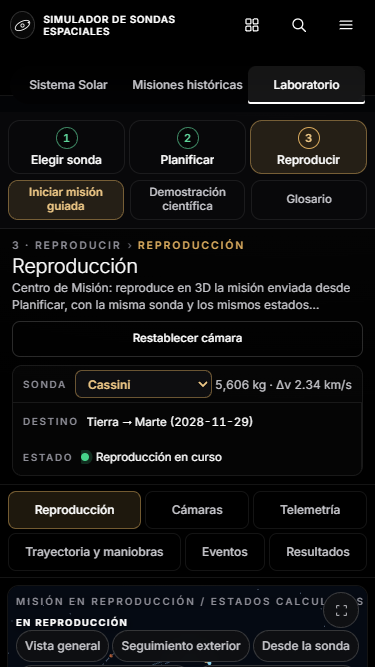 SIMULADOR DE SONDAS
ESPACIALES
Sistema Solar Misiones históricas Laboratorio
1 2 3
Elegir sonda Planificar Reproducir
Iniciar misión guiada Demostración científica Glosario
3 · REPRODUCIR › REPRODUCCIÓN
Reproducción
Centro de Misión: reproduce en 3D la misión enviada desde
Planificar, con la misma sonda y los mismos estados...
Restablecer cámara
SONDA Cassini 5,606 kg · Δv 2.34 km/s
DESTINO Tierra → Marte (2028-11-29)
ESTADO Reproducción en curso
Reproducción Cámaras Telemetría
Trayectoria y maniobras Eventos Resultados
MISIÓN EN REPRODUCCIÓN / ESTADOS
EN REPRODUCCIÓN
Vista general Seguimiento exterior Desde la sonda